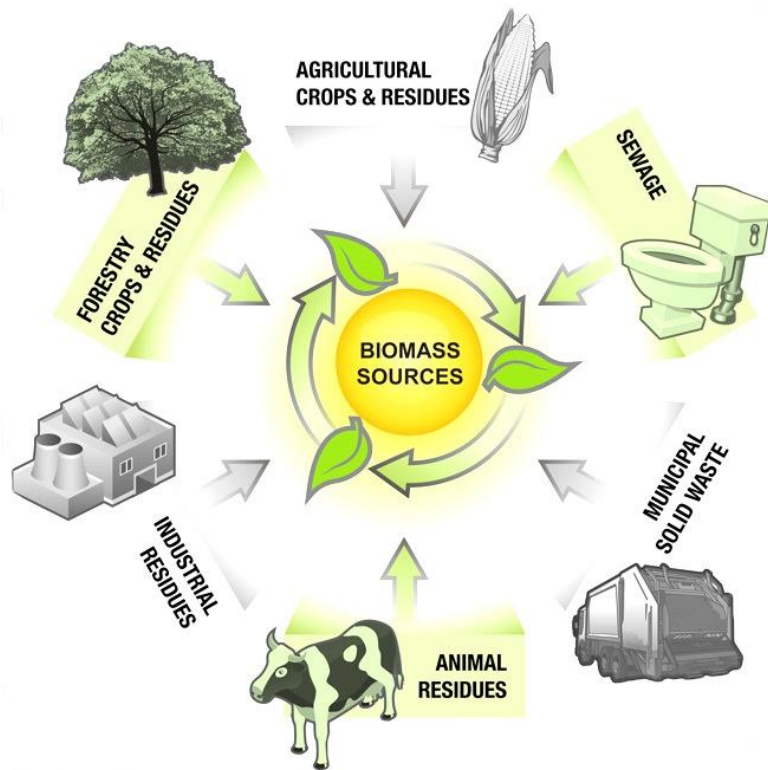 AGRICULTURAL
CROPS & RESIDUES
SEWAGE
FORESTRY
CROPS & RESIDUES
BIOMASS
SOURCES
MUNICIPAL
SOLID WASTE
INDUSTRIAL
RESIDUES
ANIMAL
RESIDUES